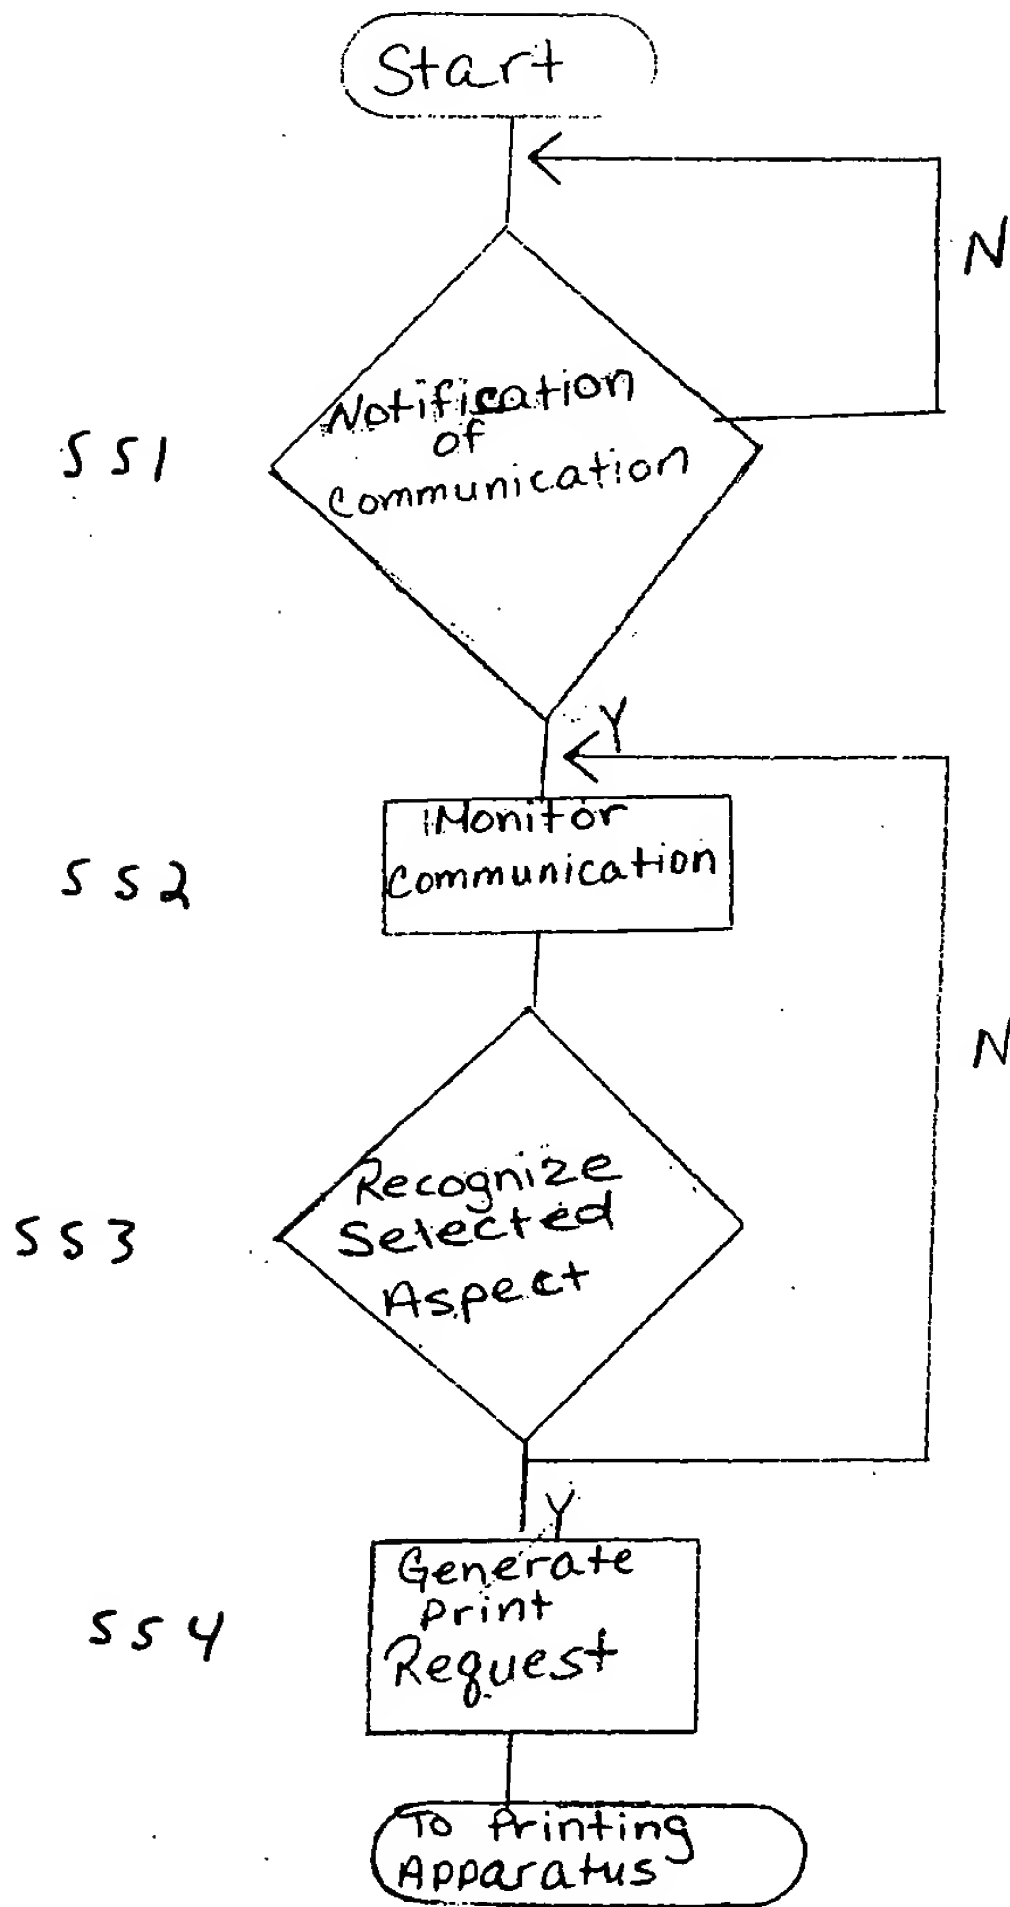 Start
N
Notification
of
Communication
S51
Y
Monitor
Communication
S52
N
Recognize
Selected
Aspect
S53
Y
Generate
Print
Request
S54
To Printing
Apparatus